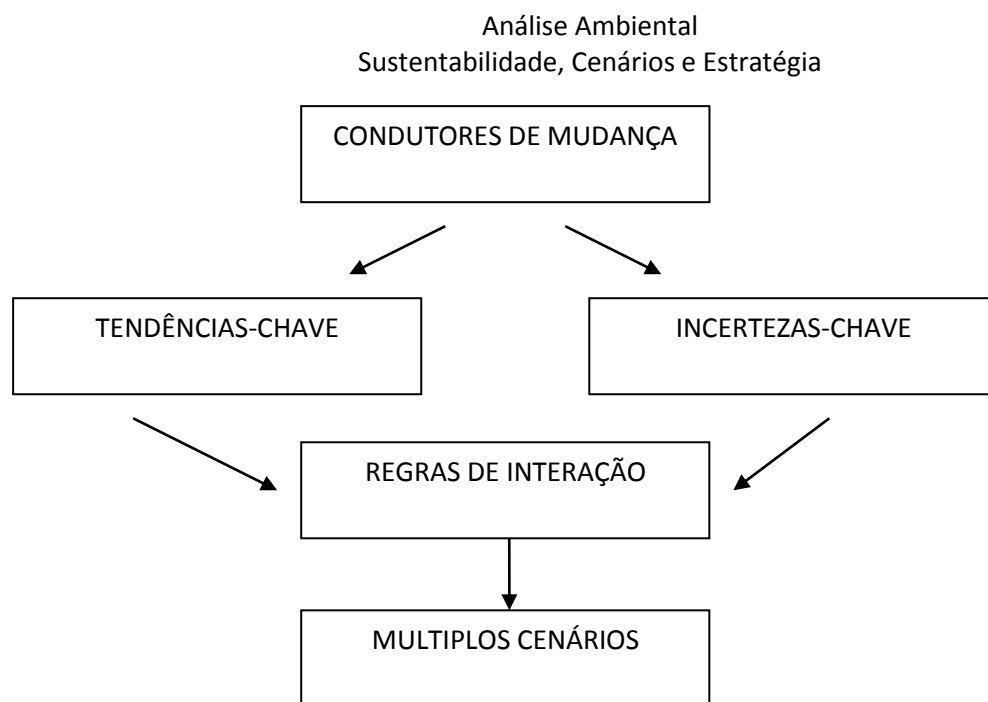 Análise Ambiental
Sustentabilidade, Cenários e Estratégia
CONDUTORES DE MUDANÇA
TENDÊNCIAS-CHAVE
INCERTEZAS-CHAVE
REGRAS DE INTERAÇÃO
MULTIPLOS CENÁRIOS